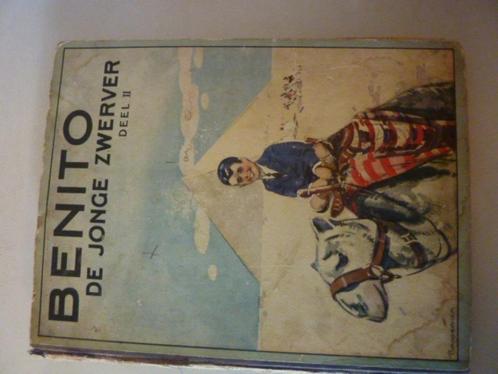 BENITO
DE JONGE ZWERVER
DEEL II